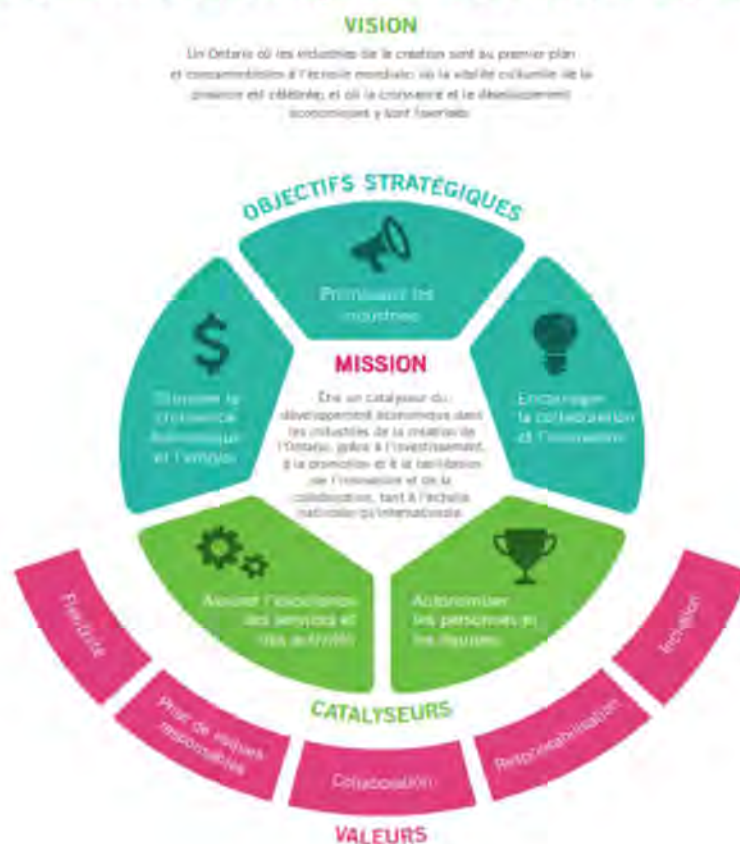 VISION
Un Ontario où les industries de la création sont au premier plan
et concurrentielles à l'échelle mondiale; où la vitalité culturelle de la
province est célébrée; et où la croissance et le développement
économiques y sont favorisés
OBJECTIFS STRATÉGIQUES
Promouvoir les
industries
Stimuler la
croissance
économique
et l'emploi
Encourager
la collaboration
et l'innovation
MISSION
Être un catalyseur du
développement économique dans
les industries de la création de
l'Ontario, grâce à l'investissement,
à la promotion et à la facilitation
de l'innovation et de la
collaboration, tant à l'échelle
nationale qu'internationale.
Assurer l'excellence
des services et
des activités
Autonomiser
les personnes et
les équipes
CATALYSEURS
Flexibilité
Prise de risques
responsables
Collaboration
Responsabilisation
Inclusion
VALEURS